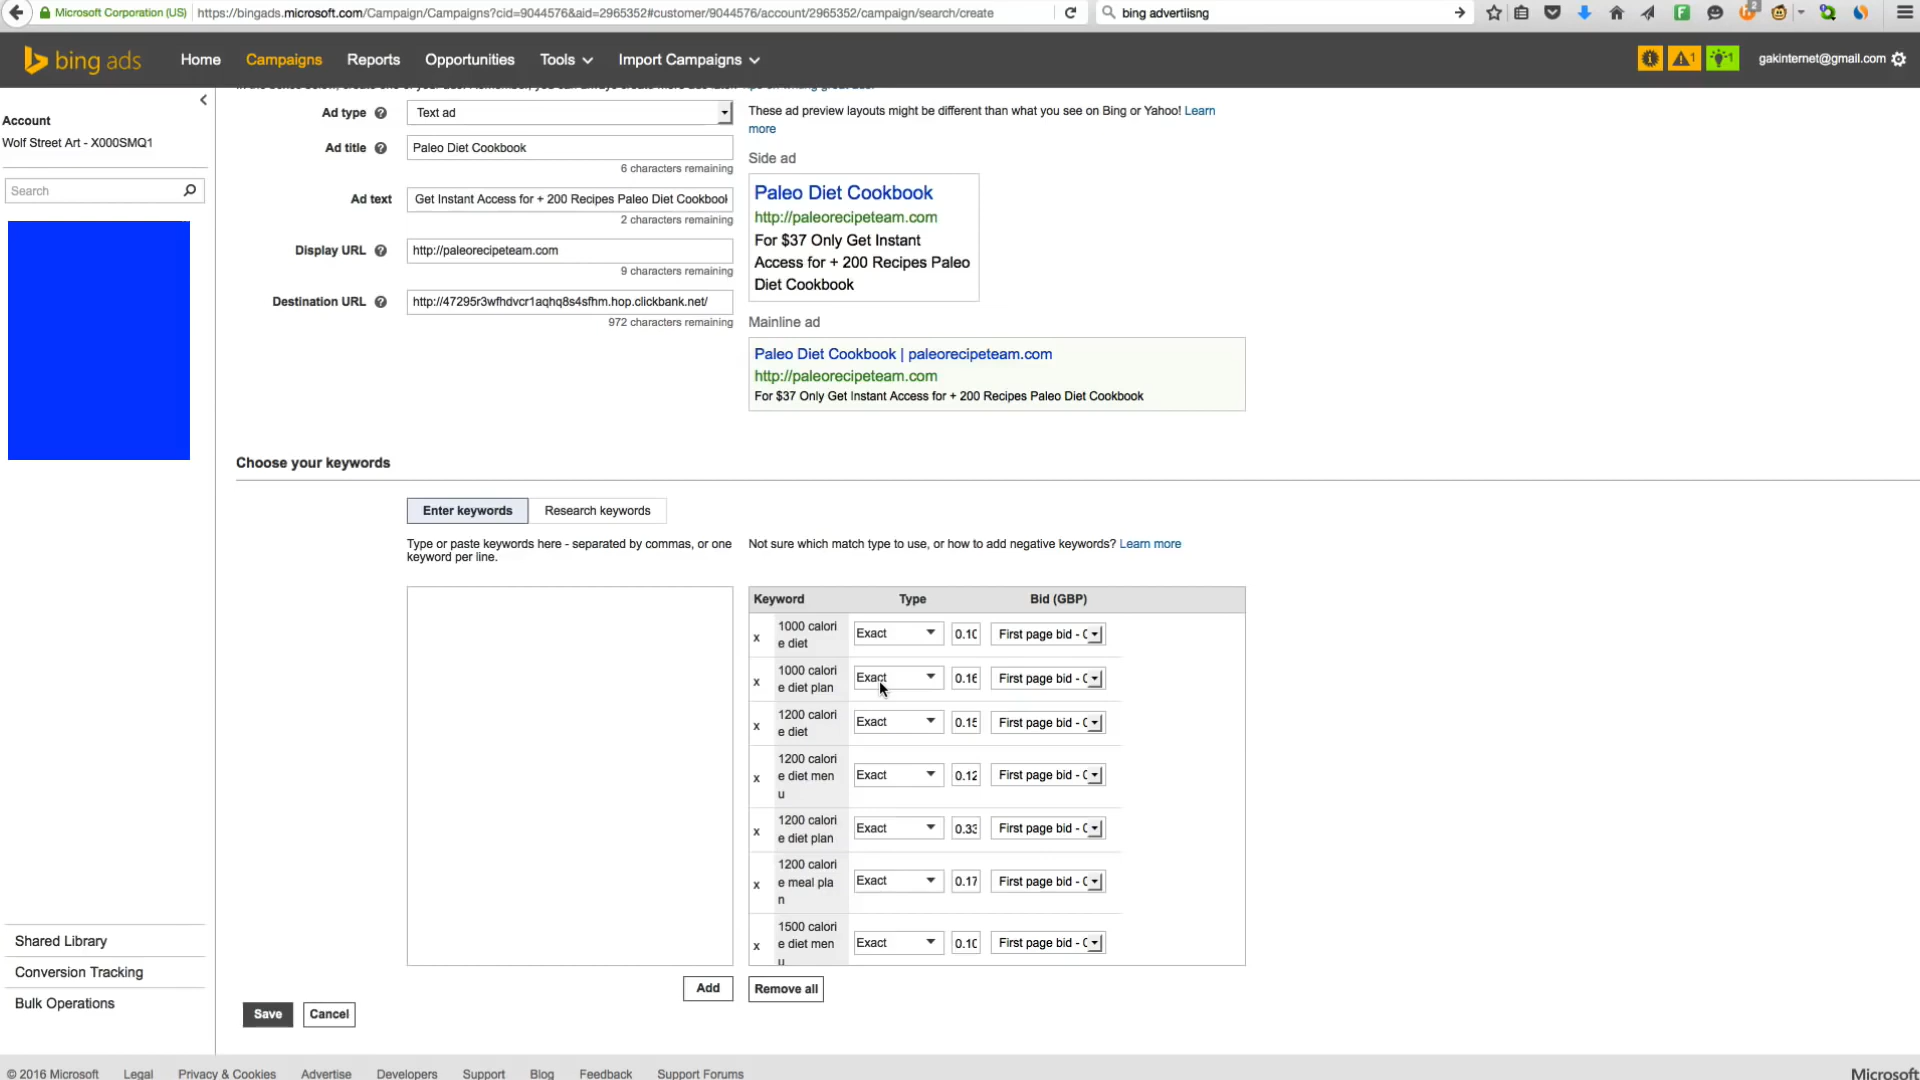 Microsoft Corporation (US)
https://bingads.microsoft.com/Campaign/Campaigns?cid=9044576&aid=2965352#customer/9044576/account/2965352/campaign/search/create
bing advertiisng
2
bing ads
Home
Campaigns
Reports
Opportunities
Tools
Import Campaigns
1
1
gakinternet@gmail.com
Account
Wolf Street Art - X000SMQ1
Search
Shared Library
Conversion Tracking
Bulk Operations
Ad type
Text ad
Ad title
Paleo Diet Cookbook
6 characters remaining
Ad text
Get Instant Access for + 200 Recipes Paleo Diet Cookbook
2 characters remaining
Display URL
http://paleorecipeteam.com
9 characters remaining
Destination URL
http://47295r3wfhdvcr1aqhq8s4sfhm.hop.clickbank.net/
972 characters remaining
These ad preview layouts might be different than what you see on Bing or Yahoo! Learn
more
Side ad
Paleo Diet Cookbook
http://paleorecipeteam.com
For $37 Only Get Instant
Access for + 200 Recipes Paleo
Diet Cookbook
Mainline ad
Paleo Diet Cookbook | paleorecipeteam.com
http://paleorecipeteam.com
For $37 Only Get Instant Access for + 200 Recipes Paleo Diet Cookbook
Choose your keywords
Enter keywords
Research keywords
Type or paste keywords here - separated by commas, or one
keyword per line.
Not sure which match type to use, or how to add negative keywords? Learn more
Keyword Type Bid (GBP)
x 1000 calori
e diet
Exact 0.10 First page bid -
x 1000 calori
e diet plan
Exact 0.16 First page bid -
x 1200 calori
e diet
Exact 0.15 First page bid -
x 1200 calori
e diet men
u
Exact 0.12 First page bid -
x 1200 calori
e diet plan
Exact 0.33 First page bid -
x 1200 calori
e meal pla
n
Exact 0.17 First page bid -
x 1500 calori
e diet men
u
Exact 0.10 First page bid -
Add
Remove all
Save
Cancel
© 2016 Microsoft
Legal
Privacy & Cookies
Advertise
Developers
Support
Blog
Feedback
Support Forums
Microsoft